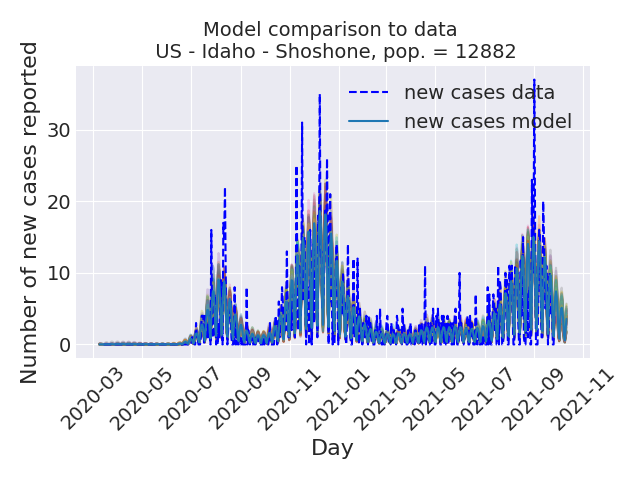 Model comparison to data
US - Idaho - Shoshone, pop. = 12882
new cases data
new cases model
Number of new cases reported
30
20
10
0
2020-03
2020-05
2020-07
2020-09
2020-11
2021-01
2021-03
2021-05
2021-07
2021-09
2021-11
Day